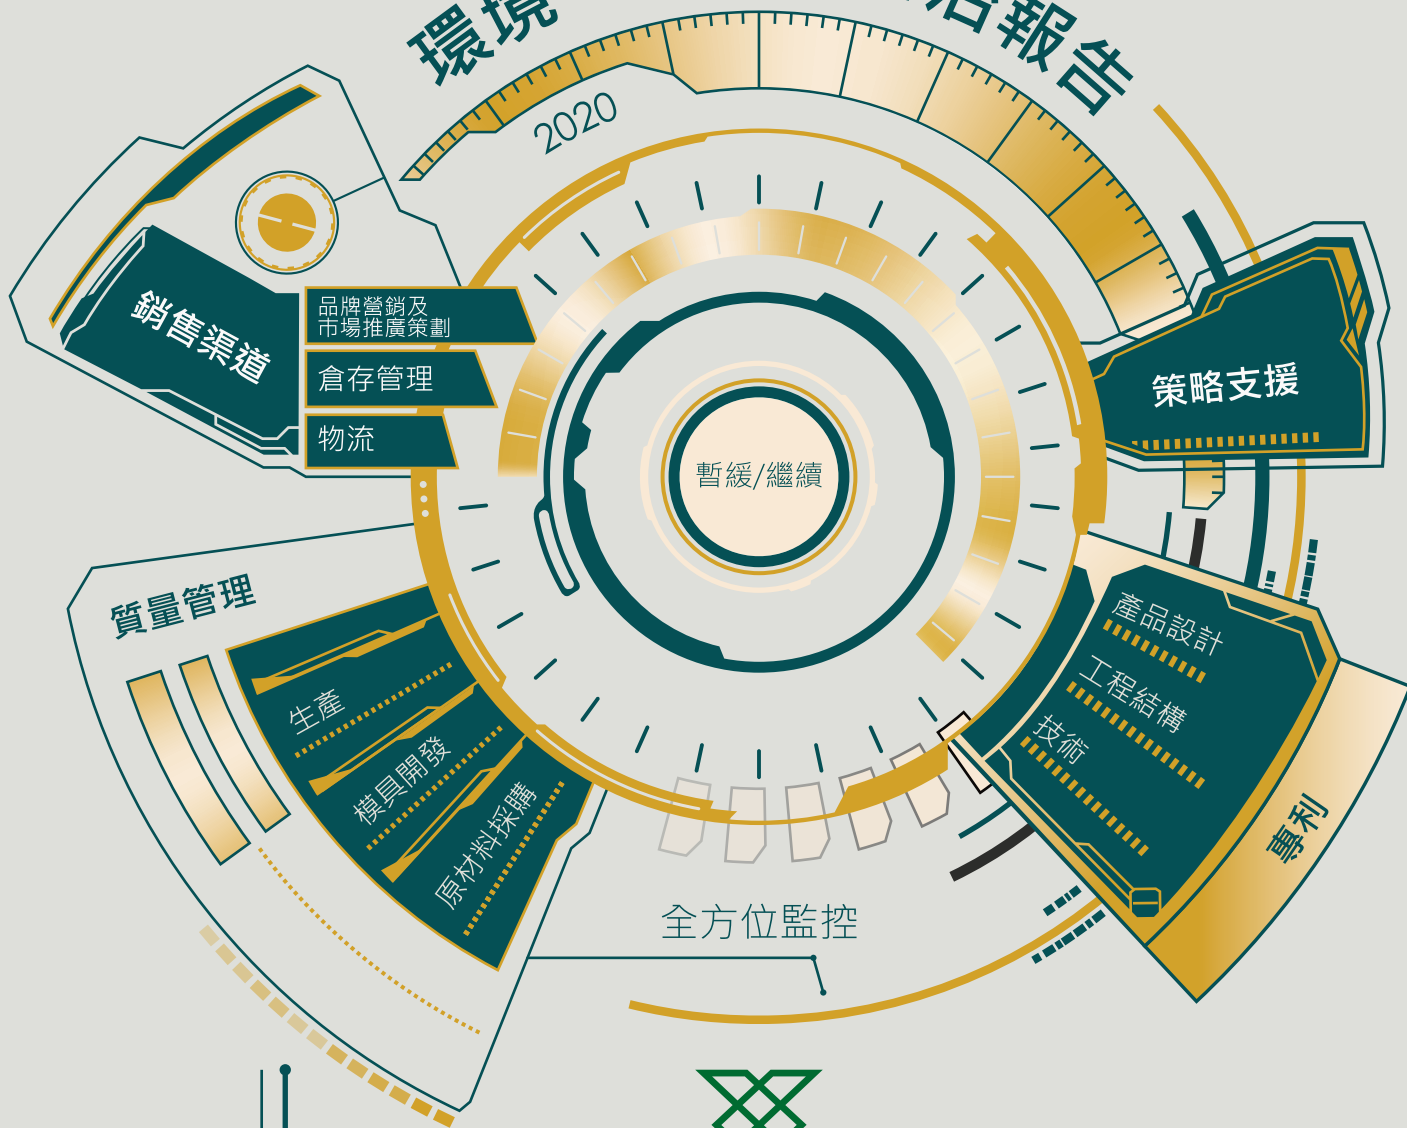 環境
治報告
2020
銷售渠道
品牌營銷及
市場推廣策劃
倉存管理
物流
策略支援
暫緩/繼續
質量管理
生產
模具開發
原材料採購
產品設計
工程結構
技術
專利
全方位監控